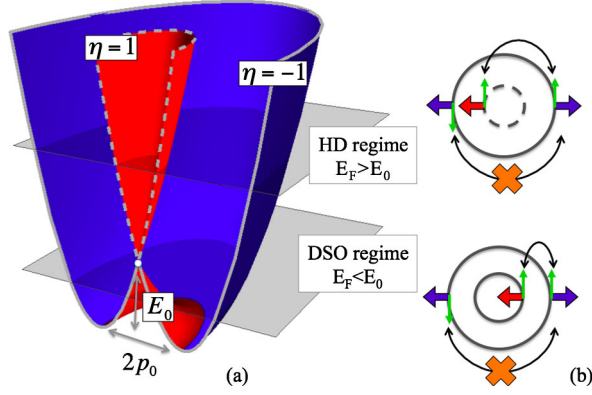 η = 1
η = −1
HD regime
E_F>E_0
DSO regime
E_F<E_0
E_0
2p_0
(a)
(b)